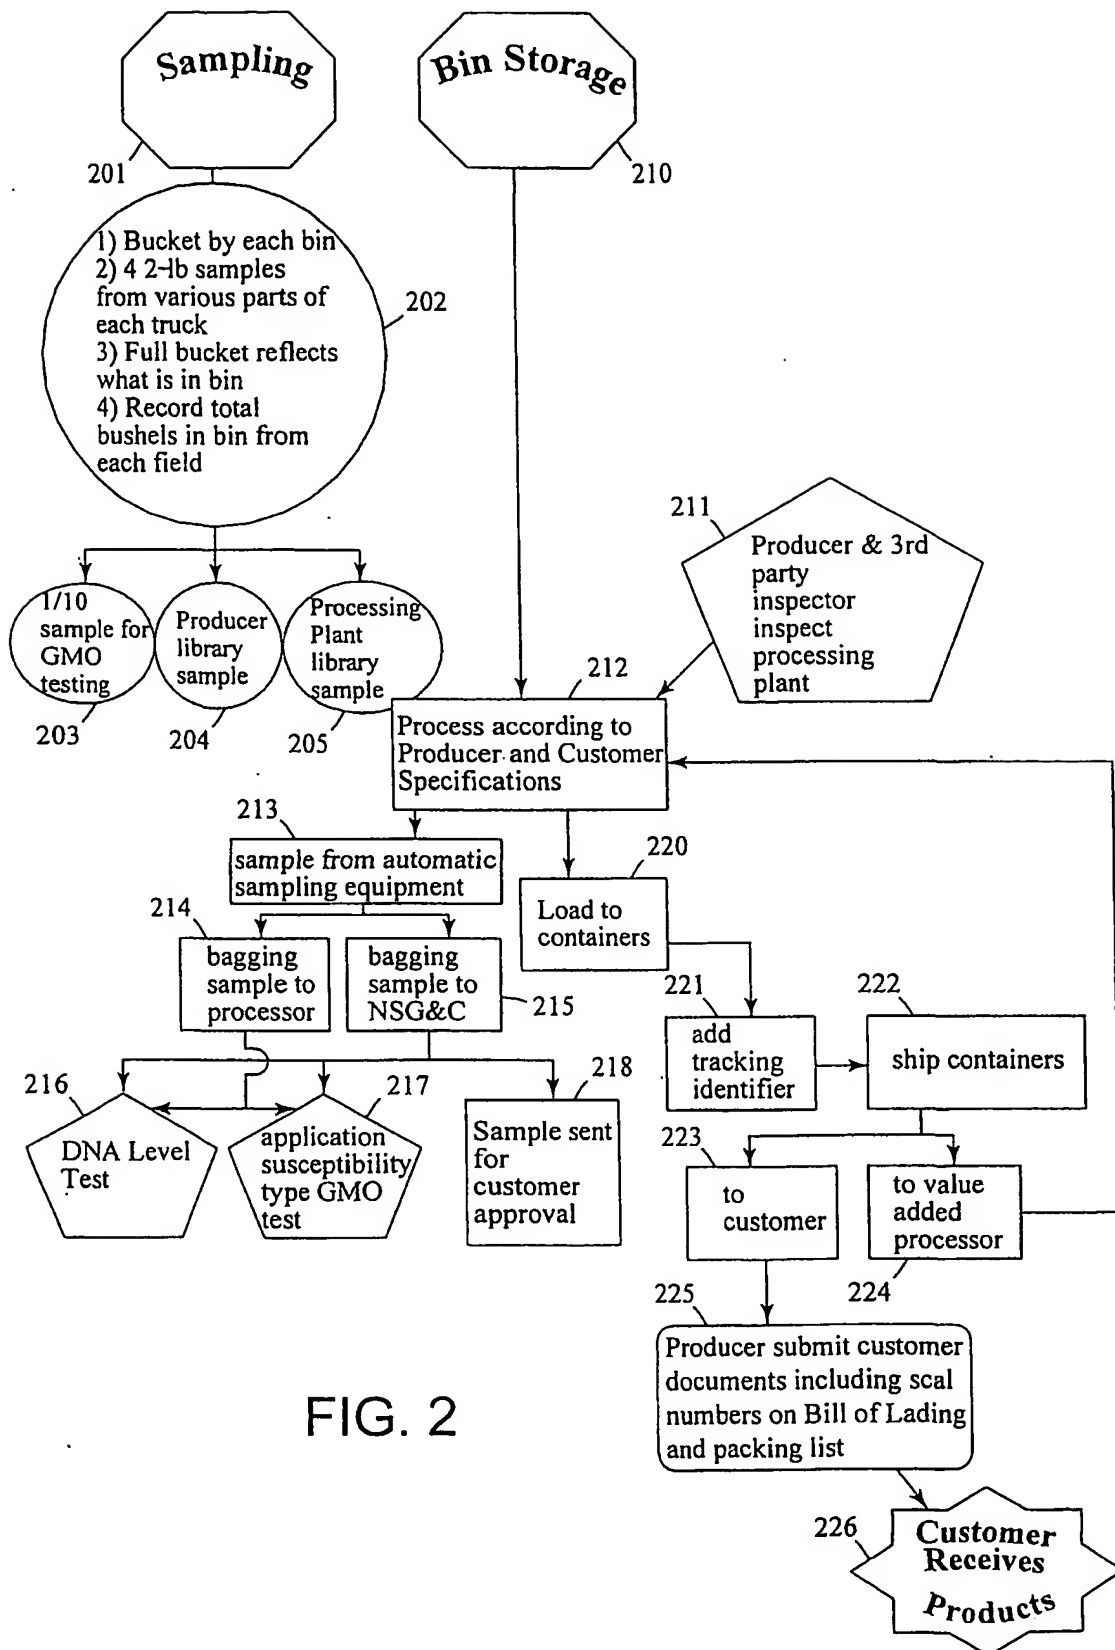 Sampling
Bin Storage
201
210
1) Bucket by each bin
2) 4 2-lb samples
from various parts of
each truck
3) Full bucket reflects
what is in bin
4) Record total
bushels in bin from
each field
202
1/10
sample for
GMO
testing
203
Producer
library
sample
204
Processing
Plant
library
sample
205
211
Producer & 3rd
party
inspector
inspect
processing
plant
212
Process according to
Producer and Customer
Specifications
213
sample from automatic
sampling equipment
220
Load to
containers
214
bagging
sample to
processor
bagging
sample to
NSG&C
215
221
add
tracking
identifier
222
ship containers
216
DNA Level
Test
217
application
susceptibility
type GMO
test
218
Sample sent
for
customer
approval
223
to
customer
to value
added
processor
224
225
Producer submit customer
documents including scal
numbers on Bill of Lading
and packing list
FIG. 2
226
Customer
Receives
Products